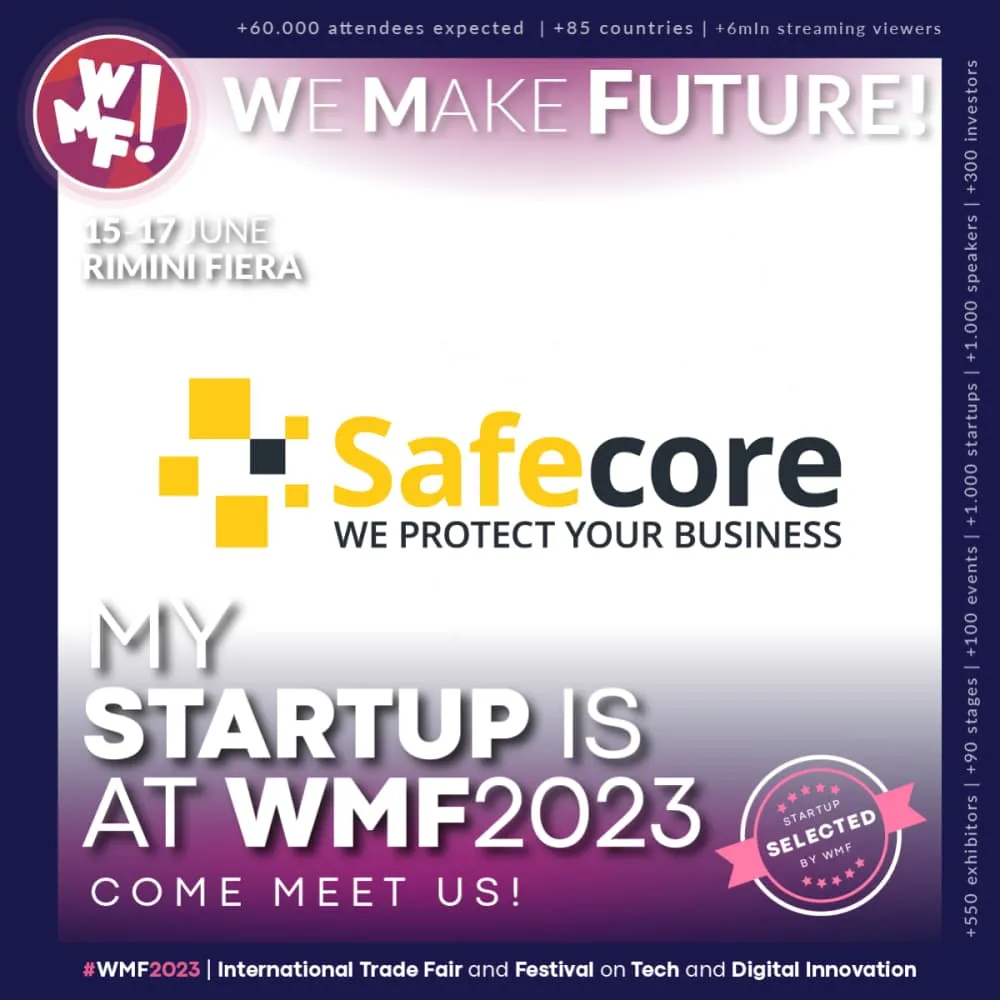 +60.000 attendees expected | +85 countries | +6mln streaming viewers
WMF!
WE MAKE FUTURE!
15-17 JUNE
RIMINI FIERA
Safecore
WE PROTECT YOUR BUSINESS
MY
STARTUP IS
AT WMF2023
COME MEET US!
STARTUP
SELECTED
BY WMF
+550 exhibitors | +90 stages | +100 events | +1.000 startups | +1.000 speakers | +300 investors
#WMF2023 | International Trade Fair and Festival on Tech and Digital Innovation